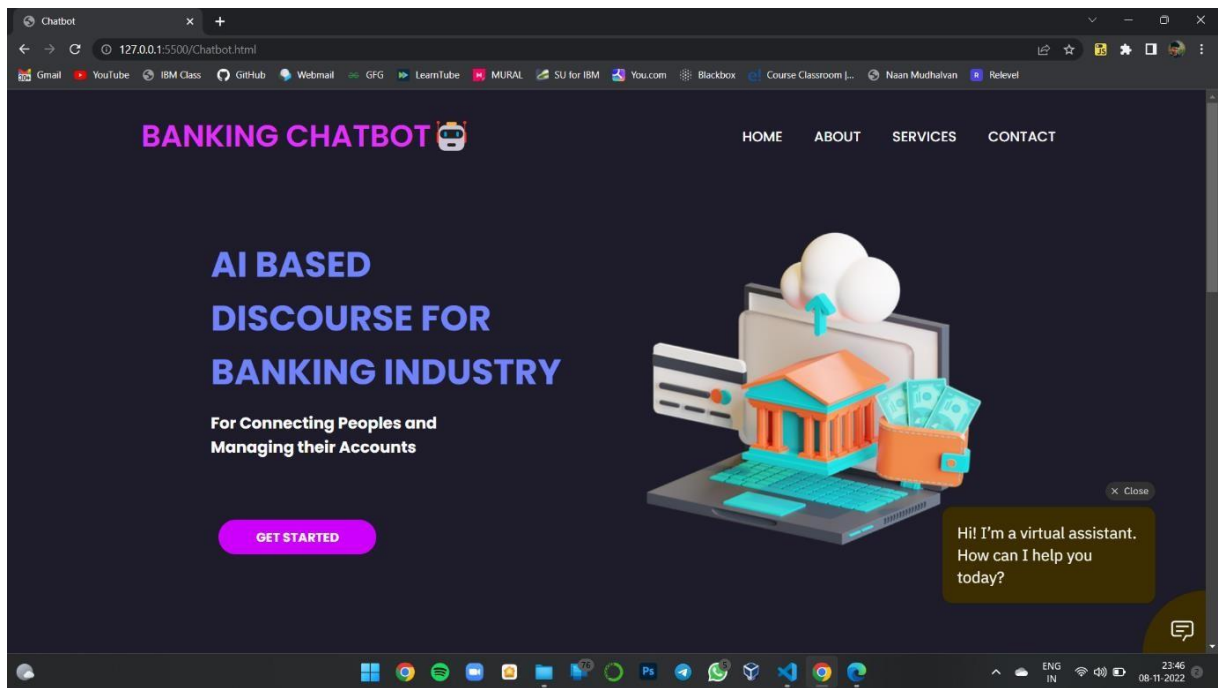 Chatbot
127.0.0.1:5500/Chatbot.html
Gmail YouTube IBM Class GitHub Webmail GFG LearnTube MURAL SU for IBM You.com Blackbox Course Classroom |... Naan Mudhalvan Relevel
BANKING CHATBOT
HOME ABOUT SERVICES CONTACT
AI BASED
DISCOURSE FOR
BANKING INDUSTRY
For Connecting Peoples and
Managing their Accounts
GET STARTED
× Close
Hi! I'm a virtual assistant.
How can I help you
today?
ENG
IN
23:46
08-11-2022